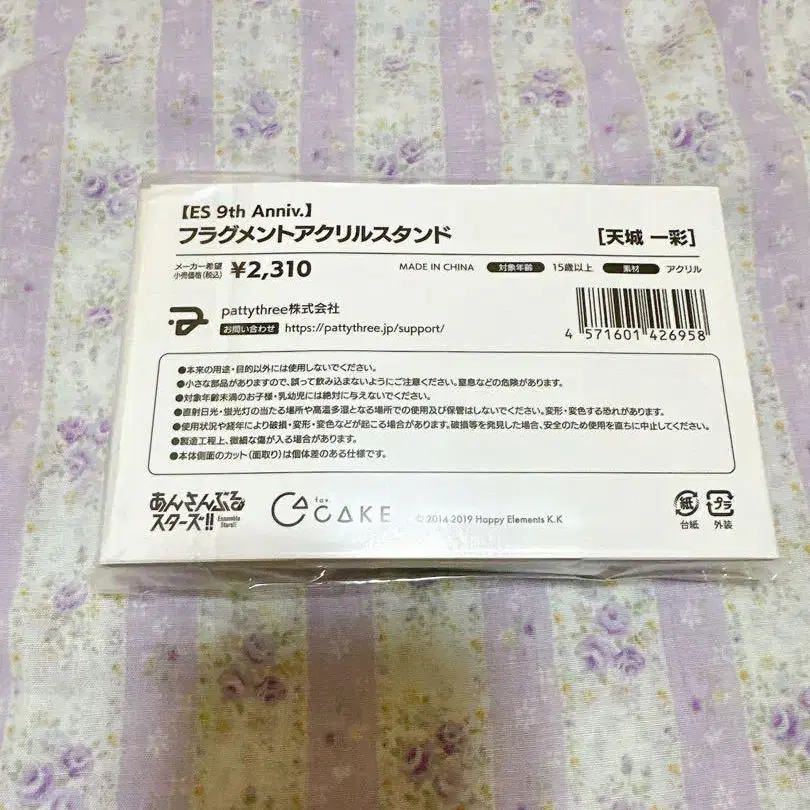 【ES 9th Anniv.】
フラグメントアクリルスタンド
[天城 一彩]
メーカー希望
小売価格(税込)
¥2,310
MADE IN CHINA 対象年齢 15歳以上 素材 アクリル
pattythree株式会社
お問い合わせ https://pattythree.jp/support/
4 571601 426958
●本来の用途・目的以外には使用しないでください。
●小さな部品がありますので、誤って飲み込まないようにご注意ください。窒息などの危険があります。
●対象年齢未満のお子様・乳幼児には絶対に与えないでください。
●直射日光・蛍光灯の当たる場所や高温多湿となる場所での使用及び保管はしないでください。変形・変色する恐れがあります。
●使用状況や経年により破損・変形・変色などが起こる場合があります。破損等を発見した場合、安全のため使用を直ちに中止してください。
●製造工程上、微細な傷が入る場合があります。
●本体側面のカット(面取り)は個体差のある仕様です。
あんさんぶる
スターズ!!
Ensemble
Stars!!
fav.
CAKE
© 2014-2019 Happy Elements K.K
紙
台紙
プラ
外装